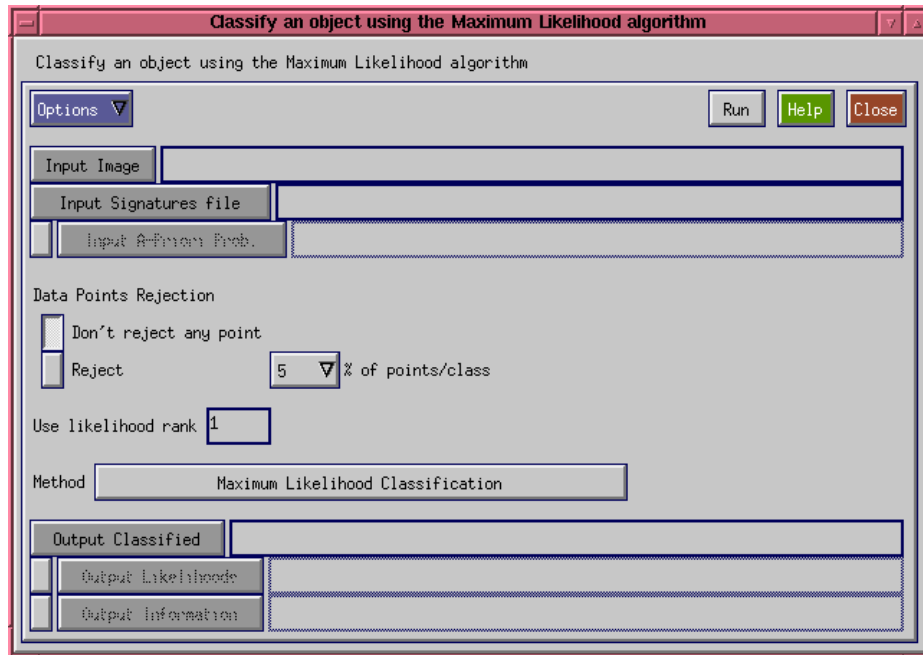 Classify an object using the Maximum Likelihood algorithm
Classify an object using the Maximum Likelihood algorithm
Options Run Help Close
Input Image
Input Signatures file
Input A-Priori Prob.
Data Points Rejection
Don't reject any point
Reject 5 % of points/class
Use likelihood rank 1
Method Maximum Likelihood Classification
Output Classified
Output Likelihoods
Output Information